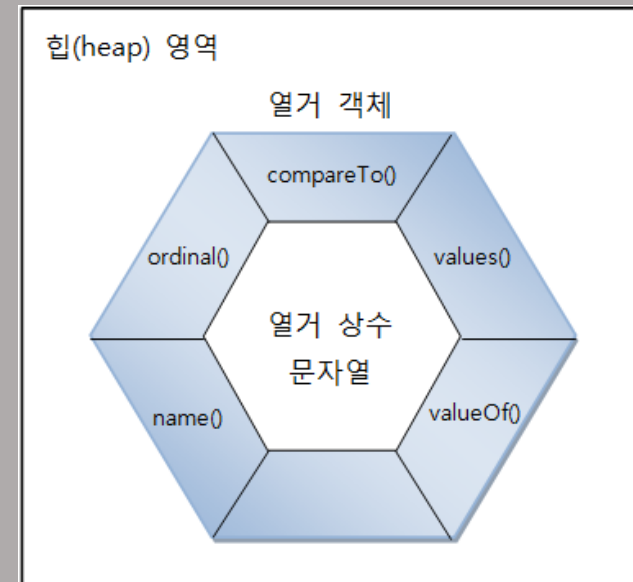 힙(heap) 영역
열거 객체
compareTo()
ordinal()
values()
열거 상수
문자열
name()
valueOf()